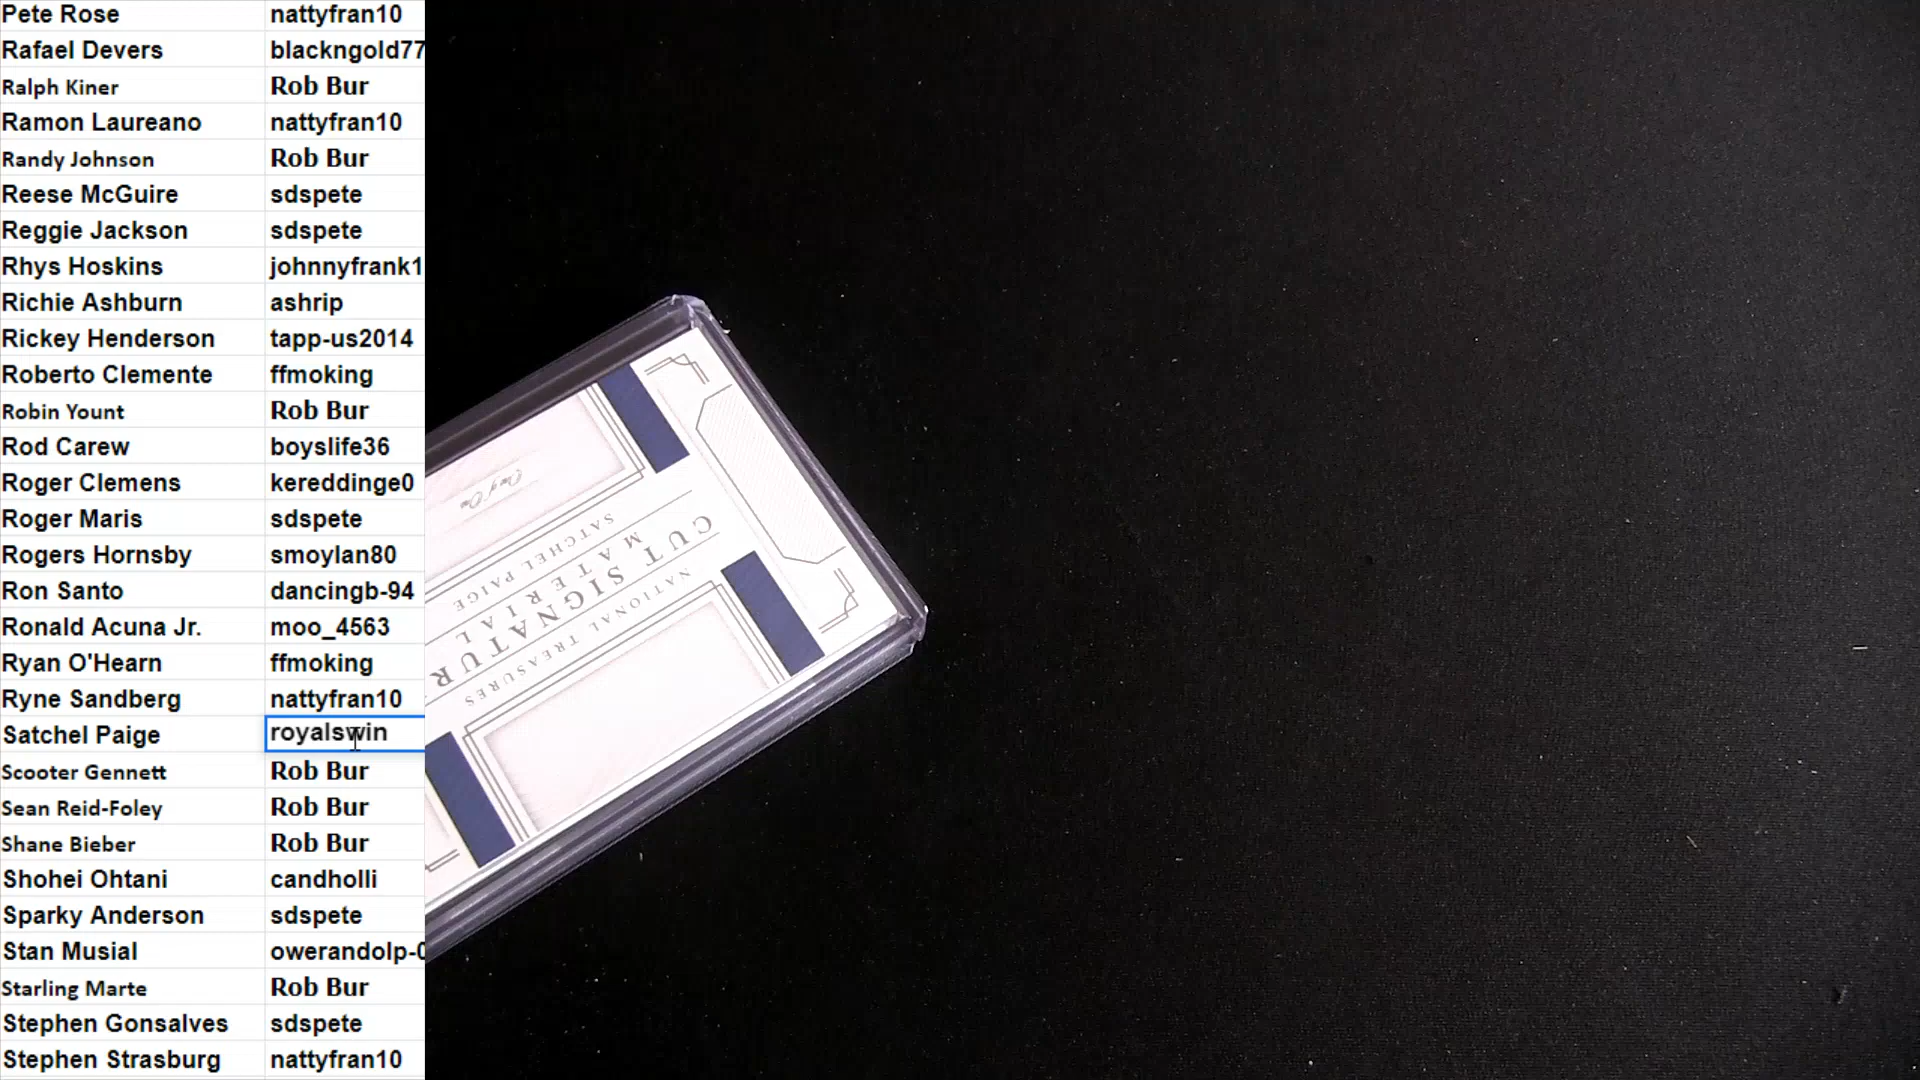 Pete Rose nattyfran10
Rafael Devers blackngold77
Ralph Kiner Rob Bur
Ramon Laureano nattyfran10
Randy Johnson Rob Bur
Reese McGuire sdspete
Reggie Jackson sdspete
Rhys Hoskins johnnyfrank1
Richie Ashburn ashrip
Rickey Henderson tapp-us2014
Roberto Clemente ffmoking
Robin Yount Rob Bur
Rod Carew boyslife36
Roger Clemens kereddinge0
Roger Maris sdspete
Rogers Hornsby smoylan80
Ron Santo dancingb-94
Ronald Acuna Jr. moo_4563
Ryan O'Hearn ffmoking
Ryne Sandberg nattyfran10
Satchel Paige royalswin
Scooter Gennett Rob Bur
Sean Reid-Foley Rob Bur
Shane Bieber Rob Bur
Shohei Ohtani candholli
Sparky Anderson sdspete
Stan Musial owerandolp-0
Starling Marte Rob Bur
Stephen Gonsalves sdspete
Stephen Strasburg nattyfran10
NATIONAL TREASURES
CUT SIGNATUR
MATERIAL
SATCHEL PAIGE
One of One